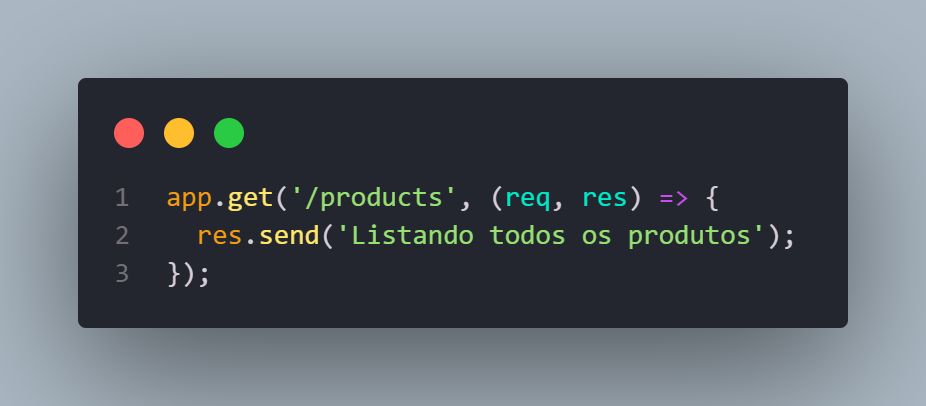 1 app.get('/products', (req, res) => {
2 res.send('Listando todos os produtos');
3 });